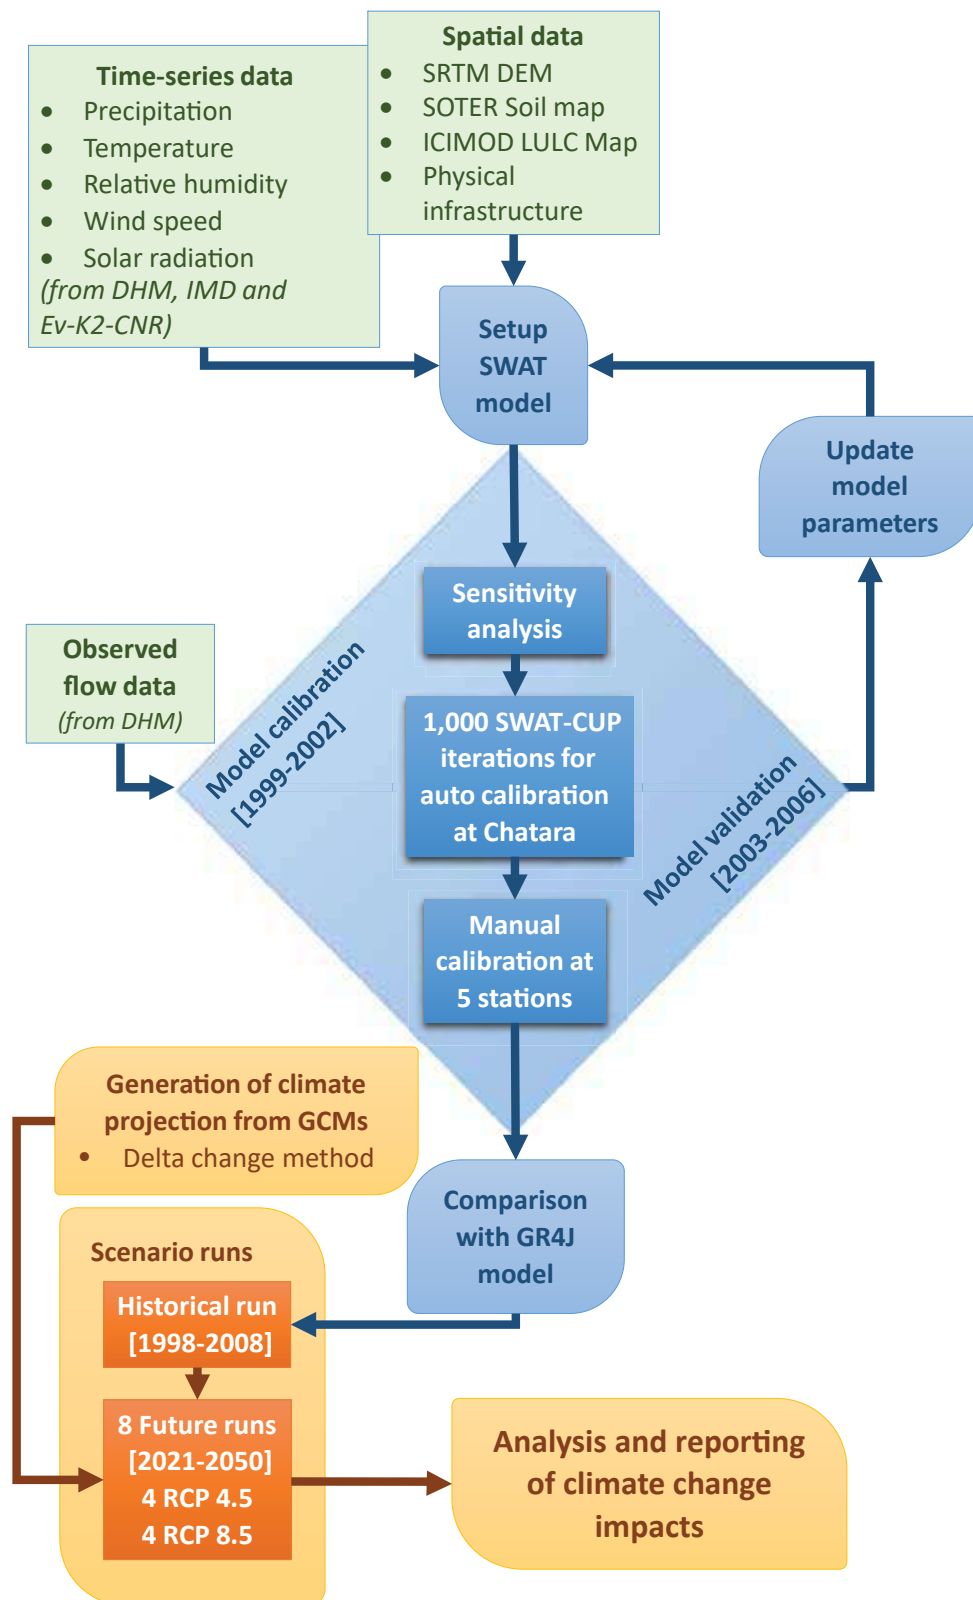 Spatial data
• SRTM DEM
• SOTER Soil map
• ICIMOD LULC Map
• Physical
infrastructure
Time-series data
• Precipitation
• Temperature
• Relative humidity
• Wind speed
• Solar radiation
(from DHM, IMD and
Ev-K2-CNR)
Setup
SWAT
model
Update
model
parameters
Sensitivity
analysis
Observed
flow data
(from DHM)
Model calibration
[1999-2002]
1,000 SWAT-CUP
iterations for
auto calibration
at Chatara
Model validation
[2003-2006]
Manual
calibration at
5 stations
Generation of climate
projection from GCMs
• Delta change method
Comparison
with GR4J
model
Scenario runs
Historical run
[1998-2008]
8 Future runs
[2021-2050]
4 RCP 4.5
4 RCP 8.5
Analysis and reporting
of climate change
impacts